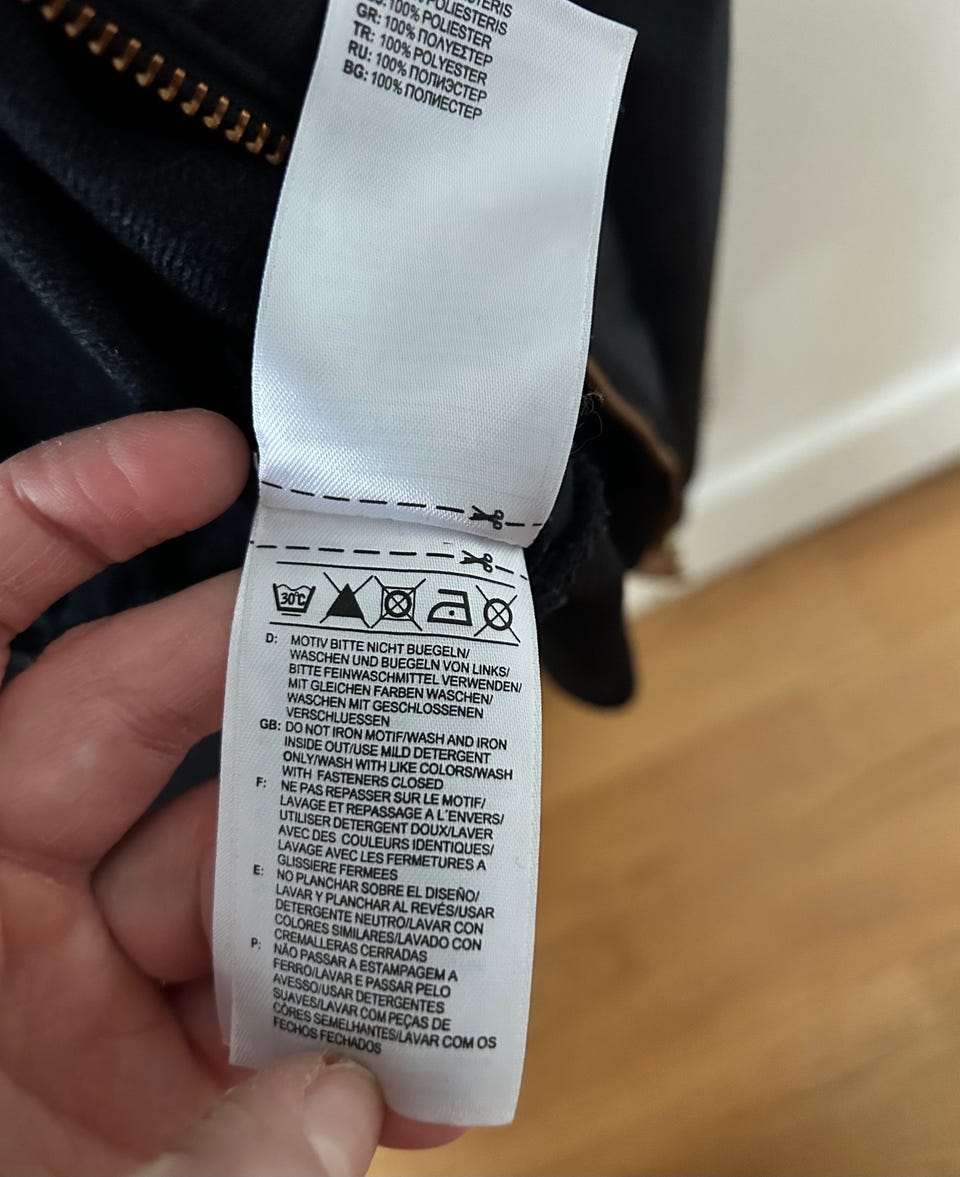 POLIESTERIS
100% POLIESTER
GR: 100% ΠΟΛΥΕΣΤΕΡ
TR: 100% POLYESTER
RU: 100% ПОЛИЭСТЕР
BG: 100% ПОЛИЕСТЕР
30°C
D: MOTIV BITTE NICHT BUEGELN/
WASCHEN UND BUEGELN VON LINKS/
BITTE FEINWASCHMITTEL VERWENDEN/
MIT GLEICHEN FARBEN WASCHEN/
WASCHEN MIT GESCHLOSSENEN
VERSCHLUESSEN
GB: DO NOT IRON MOTIF/WASH AND IRON
INSIDE OUT/USE MILD DETERGENT
ONLY/WASH WITH LIKE COLORS/WASH
WITH FASTENERS CLOSED
F: NE PAS REPASSER SUR LE MOTIF/
LAVAGE ET REPASSAGE A L´ENVERS/
UTILISER DETERGENT DOUX/LAVER
AVEC DES COULEURS IDENTIQUES/
LAVAGE AVEC LES FERMETURES A
GLISSIERE FERMEES
E: NO PLANCHAR SOBRE EL DISEÑO/
LAVAR Y PLANCHAR AL REVÉS/USAR
DETERGENTE NEUTRO/LAVAR CON
COLORES SIMILARES/LAVADO CON
CREMALLERAS CERRADAS
P: NÃO PASSAR A ESTAMPAGEM A
FERRO/LAVAR E PASSAR PELO
AVESSO/USAR DETERGENTES
SUAVES/LAVAR COM PEÇAS DE
CÔRES SEMELHANTES/LAVAR COM OS
FECHOS FECHADOS